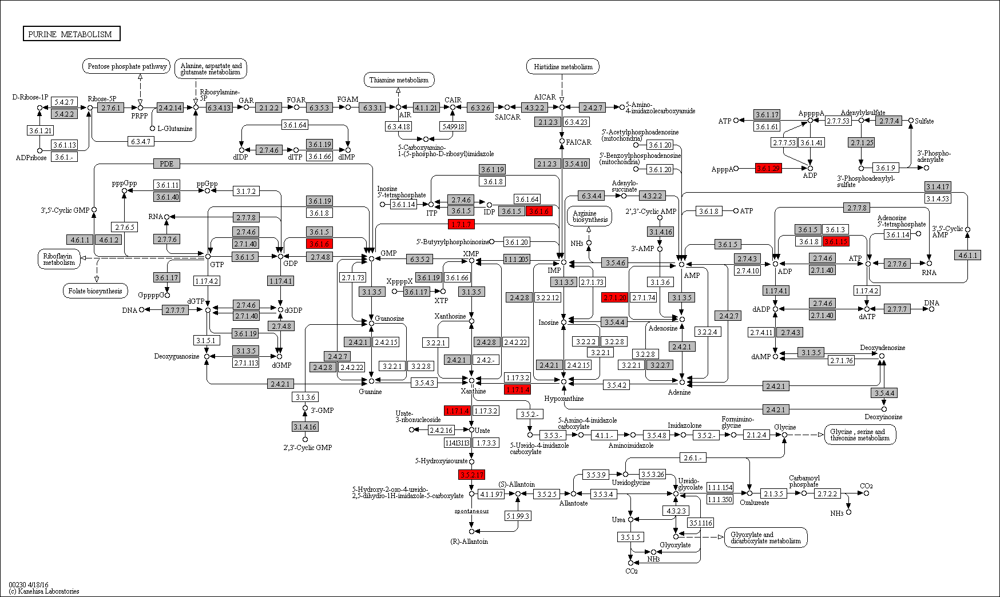 PURINE METABOLISM
Pentose phosphate pathway
Alanine, aspartate and
glutamate metabolism
Thiamine metabolism
Histidine metabolism
D-Ribose-1P
5.4.2.7
5.4.2.2
Ribose-5P
2.7.6.1
PRPP
2.4.2.14
Ribosylamine-
5P
6.3.4.13
GAR
2.1.2.2
FGAR
6.3.5.3
FGAM
6.3.3.1
AIR
4.1.1.21
CAIR
6.3.2.6
SAICAR
4.3.2.2
AICAR
2.4.2.7
5-Amino-
4-imidazolecarboxyamide
3.6.1.21
L-Glutamine
6.3.4.7
3.6.1.13
3.6.1.-
ADPribose
3.6.1.64
dIDP
2.7.4.6
dITP
3.6.1.19
3.6.1.66
dIMP
6.3.4.18
5.4.99.18
5-Carboxyamino-
1-(5-phospho-D-ribosyl)imidazole
2.1.2.3
6.3.4.23
FAICAR
2.1.2.3
3.5.4.10
5'-Acetylphosphoadenosine
(mitochondria)
3.6.1.20
5'-Benzoylphosphoadenosine
(mitochondria)
3.6.1.20
ATP
3.6.1.17
3.6.1.61
AppppA
2.7.7.53
Adenylylsulfate
2.7.7.4
Sulfate
2.7.7.53
3.6.1.41
2.7.1.25
ApppA
3.6.1.29
ADP
3.6.1.9
3'-Phospho-
adenylate
3'-Phosphoadenylyl-
sulfate
PDE
pppGpp
3.6.1.11
3.6.1.40
ppGpp
3.1.7.2
3',5'-Cyclic GMP
RNA
2.7.7.8
2.7.6.5
2.7.7.6
4.6.1.1
4.6.1.2
3.6.1.19
3.6.1.8
2.7.4.6
2.7.1.40
3.6.1.5
3.6.1.6
3.6.1.5
2.7.4.8
GTP
GDP
GMP
Riboflavin
metabolism
Folate biosynthesis
Inosine
5'-tetraphosphate
3.6.1.14
ITP
3.6.1.19
3.6.1.8
2.7.4.6
3.6.1.5
IDP
3.6.1.64
3.6.1.5
3.6.1.6
1.7.1.7
5'-Butyrylphosphoinosine
3.6.1.20
6.3.5.2
XMP
1.1.1.205
IMP
6.3.4.4
Adenylo-
succinate
4.3.2.2
Arginine
biosynthesis
NH3
3.5.4.6
2',3'-Cyclic AMP
3.1.4.16
3'-AMP
AMP
3.6.1.8
ATP
3.6.1.5
2.7.4.3
2.7.4.10
ADP
2.7.7.8
3.6.1.5
3.6.1.3
3.6.1.8
3.6.1.15
2.7.4.6
2.7.1.40
ATP
Adenosine
5'-tetraphosphate
3.6.1.14
3.1.4.17
3.1.4.53
3',5'-Cyclic
AMP
4.6.1.1
2.7.7.6
RNA
3.6.1.17
GppppG
1.17.4.2
1.17.4.1
dGTP
DNA
2.7.7.7
2.7.4.6
2.7.1.40
dGDP
3.6.1.19
2.7.4.8
3.1.5.1
3.1.3.5
2.7.1.113
Deoxyguanosine
dGMP
2.7.1.73
3.1.3.5
XppppX
3.6.1.17
XTP
3.6.1.19
3.6.1.66
3.1.3.5
3.1.3.5
2.7.1.73
2.4.2.8
3.2.2.12
2.7.1.20
2.7.1.74
3.1.3.6
3.1.3.5
Guanosine
Xanthosine
Inosine
3.5.4.4
Adenosine
2.4.2.7
3.2.2.4
1.17.4.1
1.17.4.2
dADP
2.7.4.6
2.7.1.40
dATP
2.7.7.7
DNA
2.7.4.11
2.7.4.3
dAMP
3.1.3.5
2.7.1.76
Deoxyadenosine
2.4.2.1
2.4.2.15
2.4.2.7
2.4.2.8
2.4.2.22
3.2.2.1
3.2.2.8
3.2.2.1
2.4.2.8
2.4.2.22
2.4.2.1
2.4.2.-
3.2.2.2
3.2.2.8
3.2.2.1
2.4.2.1
2.4.2.15
2.4.2.1
3.2.2.8
3.2.2.1
3.2.2.7
2.4.2.1
Guanine
3.5.4.3
Xanthine
1.17.3.2
1.17.1.4
Hypoxanthine
3.5.4.2
Adenine
2.4.2.1
2.4.2.1
3.5.4.4
Deoxyinosine
3.1.3.6
3'-GMP
3.1.4.16
2',3'-Cyclic GMP
Urate-
3-ribonucleoside
2.4.2.16
1.17.1.4
1.17.3.2
Urate
1.14.13.113
1.7.3.3
5-Hydroxyisourate
3.5.2.17
5-Hydroxy-2-oxo-4-ureido-
2,5-dihydro-1H-imidazole-5-carboxylate
3.5.2.-
3.5.3.-
5-Ureido-4-imidazole
carboxylate
5-Amino-4-imidazole
carboxylate
4.1.1.-
Aminoimidazole
3.5.4.8
Imidazolone
3.5.2.-
Formimino-
glycine
2.1.2.4
Glycine
Glycine , serine and
threonine metabolism
2.6.1.-
4.1.1.97
(S)-Allantoin
3.5.2.5
Allantoate
3.5.3.9
Ureidoglycine
3.5.3.26
3.5.3.4
Ureido-
glycolate
1.1.1.154
1.1.1.350
Oxalureate
2.1.3.5
Carbamoyl
phosphate
2.7.2.2
CO2
NH3
spontaneous
5.1.99.3
(R)-Allantoin
Urea
4.3.2.3
3.5.1.116
3.5.1.5
Glyoxylate
Glyoxylate and
dicarboxylate metabolism
NH3
CO2
00230 4/18/16
(c) Kanehisa Laboratories